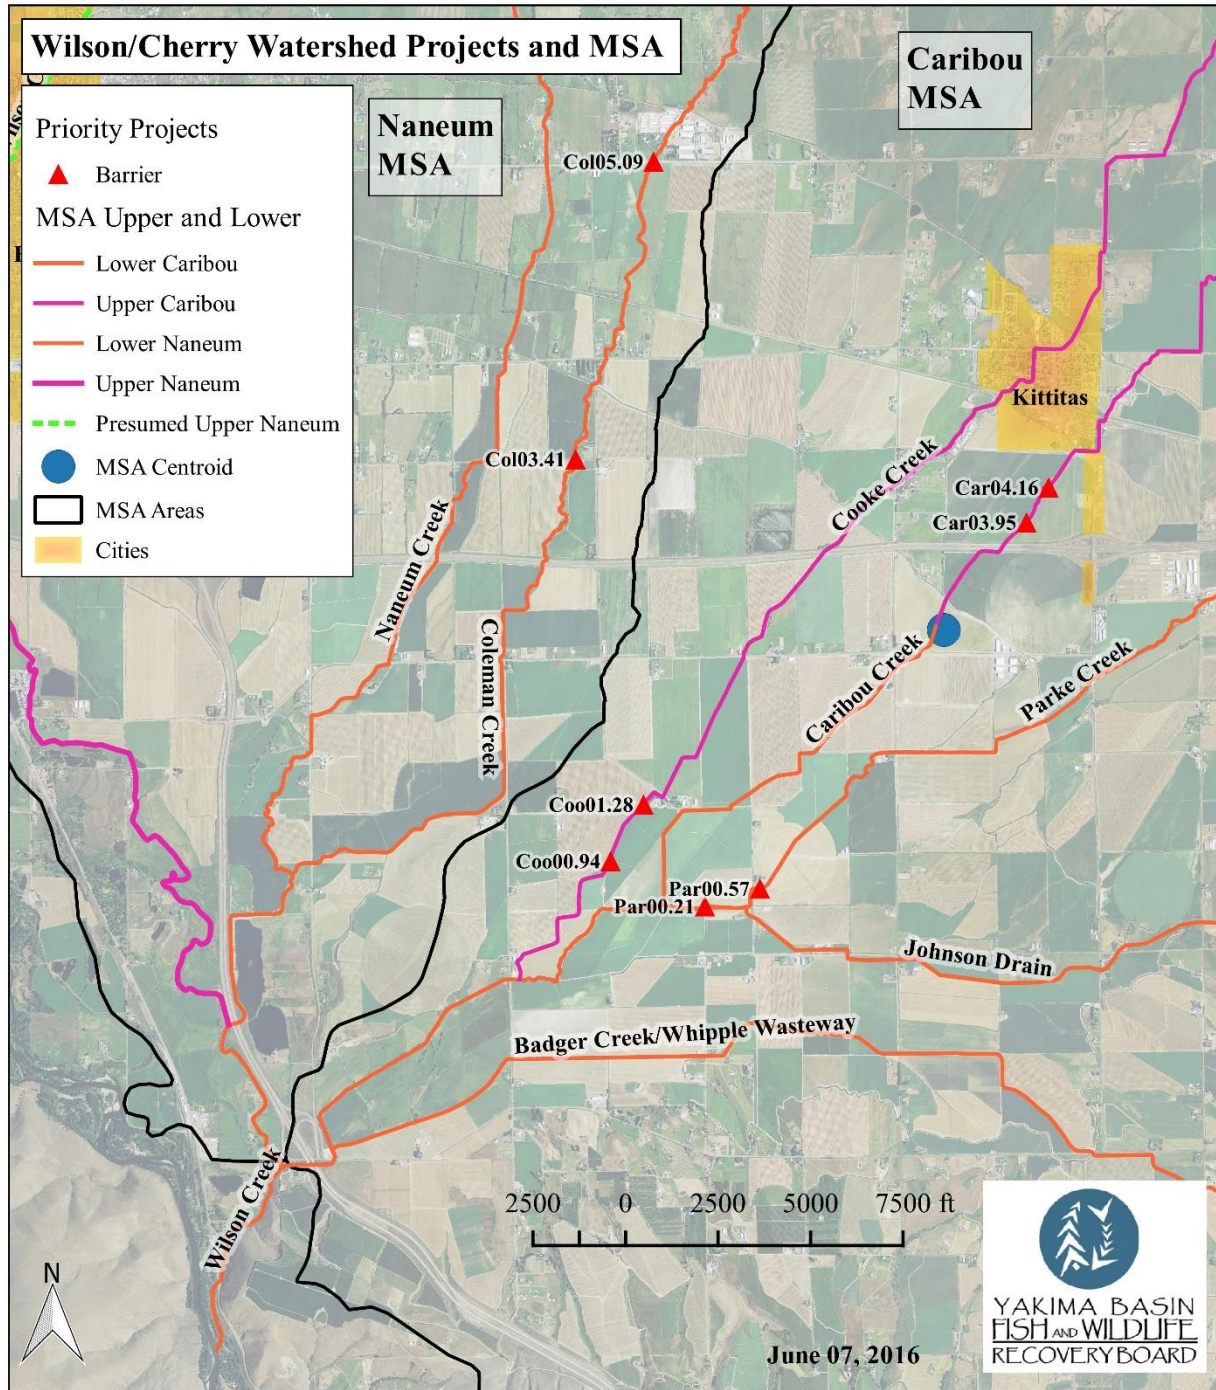 Wilson/Cherry Watershed Projects and MSA
Priority Projects
Barrier
MSA Upper and Lower
Lower Caribou
Upper Caribou
Lower Naneum
Upper Naneum
Presumed Upper Naneum
MSA Centroid
MSA Areas
Cities
Naneum
MSA
Caribou
MSA
Col05.09
Kittitas
Col03.41
Cooke Creek
Car04.16
Car03.95
Naneum Creek
Coleman Creek
Caribou Creek
Parke Creek
Coo01.28
Coo00.94
Par00.57
Par00.21
Johnson Drain
Badger Creek/Whipple Wasteway
Wilson Creek
2500 0 2500 5000 7500 ft
N
June 07, 2016
YAKIMA BASIN
FISH AND WILDLIFE
RECOVERY BOARD